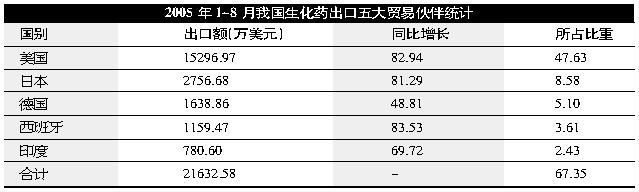 2005 年 1~8 月我国生化药出口五大贸易伙伴统计
国别 出口额(万美元) 同比增长 所占比重
美国 15296.97 82.94 47.63
日本 2756.68 81.29 8.58
德国 1638.86 48.81 5.10
西班牙 1159.47 83.53 3.61
印度 780.60 69.72 2.43
合计 21632.58 – 67.35